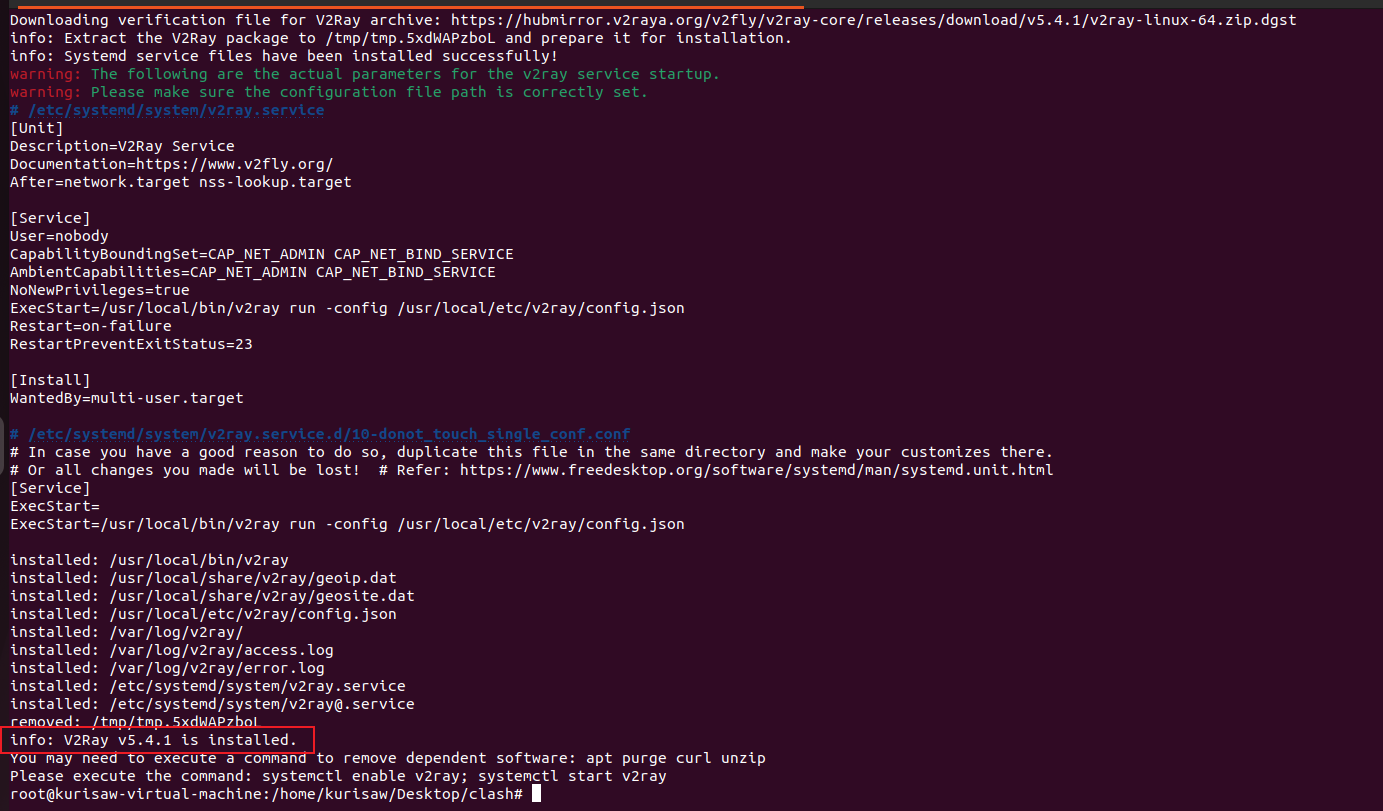 Downloading verification file for V2Ray archive: https://hubmirror.v2raya.org/v2fly/v2ray-core/releases/download/v5.4.1/v2ray-linux-64.zip.dgst
info: Extract the V2Ray package to /tmp/tmp.5xdWAPzboL and prepare it for installation.
info: Systemd service files have been installed successfully!
warning: The following are the actual parameters for the v2ray service startup.
warning: Please make sure the configuration file path is correctly set.
# /etc/systemd/system/v2ray.service
[Unit]
Description=V2Ray Service
Documentation=https://www.v2fly.org/
After=network.target nss-lookup.target

[Service]
User=nobody
CapabilityBoundingSet=CAP_NET_ADMIN CAP_NET_BIND_SERVICE
AmbientCapabilities=CAP_NET_ADMIN CAP_NET_BIND_SERVICE
NoNewPrivileges=true
ExecStart=/usr/local/bin/v2ray run -config /usr/local/etc/v2ray/config.json
Restart=on-failure
RestartPreventExitStatus=23

[Install]
WantedBy=multi-user.target

# /etc/systemd/system/v2ray.service.d/10-donot_touch_single_conf.conf
# In case you have a good reason to do so, duplicate this file in the same directory and make your customizes there.
# Or all changes you made will be lost!  # Refer: https://www.freedesktop.org/software/systemd/man/systemd.unit.html
[Service]
ExecStart=
ExecStart=/usr/local/bin/v2ray run -config /usr/local/etc/v2ray/config.json

installed: /usr/local/bin/v2ray
installed: /usr/local/share/v2ray/geoip.dat
installed: /usr/local/share/v2ray/geosite.dat
installed: /usr/local/etc/v2ray/config.json
installed: /var/log/v2ray/
installed: /var/log/v2ray/access.log
installed: /var/log/v2ray/error.log
installed: /etc/systemd/system/v2ray.service
installed: /etc/systemd/system/v2ray@.service
removed: /tmp/tmp.5xdWAPzboL
info: V2Ray v5.4.1 is installed.
You may need to execute a command to remove dependent software: apt purge curl unzip
Please execute the command: systemctl enable v2ray; systemctl start v2ray
root@kurisaw-virtual-machine:/home/kurisaw/Desktop/clash#